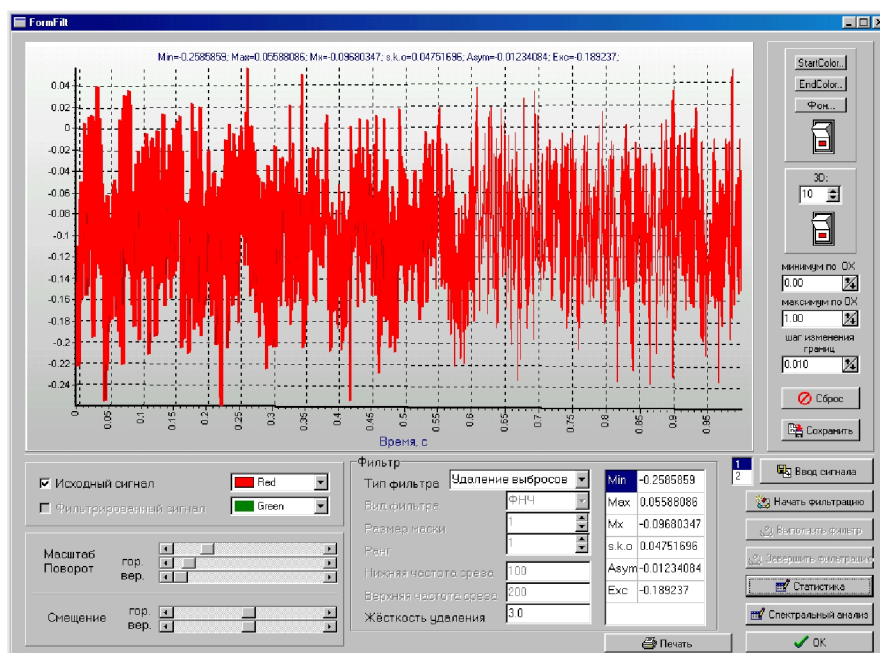 FormFilt
Min=-0.2585859; Max=0.05588086; Mx=-0.09680347; s.k.o=0.04751696; Asym=-0.01234084; Exc=-0.189237;
0.04
0.02
0
-0.02
-0.04
-0.06
-0.08
-0.1
-0.12
-0.14
-0.16
-0.18
-0.2
-0.22
-0.24
0 0.05 0.1 0.15 0.2 0.25 0.3 0.35 0.4 0.45 0.5 0.55 0.6 0.65 0.7 0.75 0.8 0.85 0.9 0.95
Время, с
StartColor..
EndColor..
Фон...
3D:
10
минимум по OX
0.00
максимум по OX
1.00
шаг изменения
границ
0.010
Сброс
Сохранить
Исходный сигнал Red
Фильтрированный сигнал Green
Масштаб
Поворот гор.
вер.
Смещение гор.
вер.
Фильтр
Тип фильтра Удаление выбросов
Вид фильтра ФНЧ
Размер маски 1
Ранг 1
Нижняя частота среза 100
Верхняя частота среза 200
Жёсткость удаления 3.0
Min -0.2585859
Max 0.05588086
Mx -0.09680347
s.k.o 0.04751696
Asym -0.01234084
Exc -0.189237
1
2
Ввод сигнала
Начать фильтрацию
Выполнить фильтр
Завершить фильтрацию
Статистика
Спектральный анализ
Печать
OK